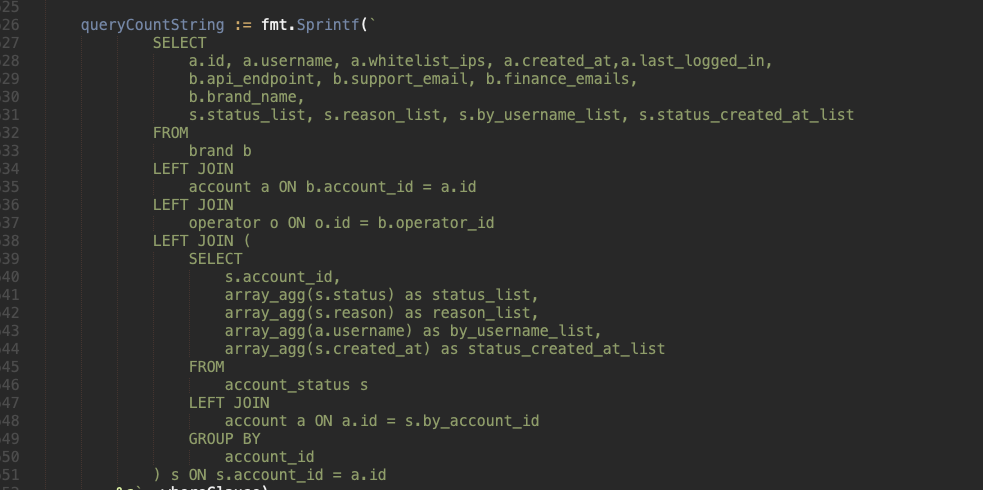 25
26 queryCountString := fmt.Sprintf(`
27 SELECT
28 a.id, a.username, a.whitelist_ips, a.created_at,a.last_logged_in,
29 b.api_endpoint, b.support_email, b.finance_emails,
30 b.brand_name,
31 s.status_list, s.reason_list, s.by_username_list, s.status_created_at_list
32 FROM
33 brand b
34 LEFT JOIN
35 account a ON b.account_id = a.id
36 LEFT JOIN
37 operator o ON o.id = b.operator_id
38 LEFT JOIN (
39 SELECT
40 s.account_id,
41 array_agg(s.status) as status_list,
42 array_agg(s.reason) as reason_list,
43 array_agg(a.username) as by_username_list,
44 array_agg(s.created_at) as status_created_at_list
45 FROM
46 account_status s
47 LEFT JOIN
48 account a ON a.id = s.by_account_id
49 GROUP BY
50 account_id
51 ) s ON s.account_id = a.id